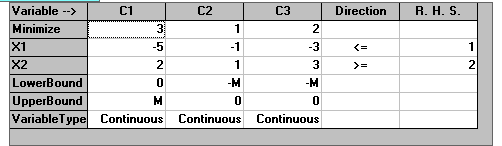 Variable --> C1 C2 C3 Direction R. H. S.
Minimize 3 1 2
X1 -5 -1 -3 <= 1
X2 2 1 3 >= 2
LowerBound 0 -M -M
UpperBound M 0 0
VariableType Continuous Continuous Continuous